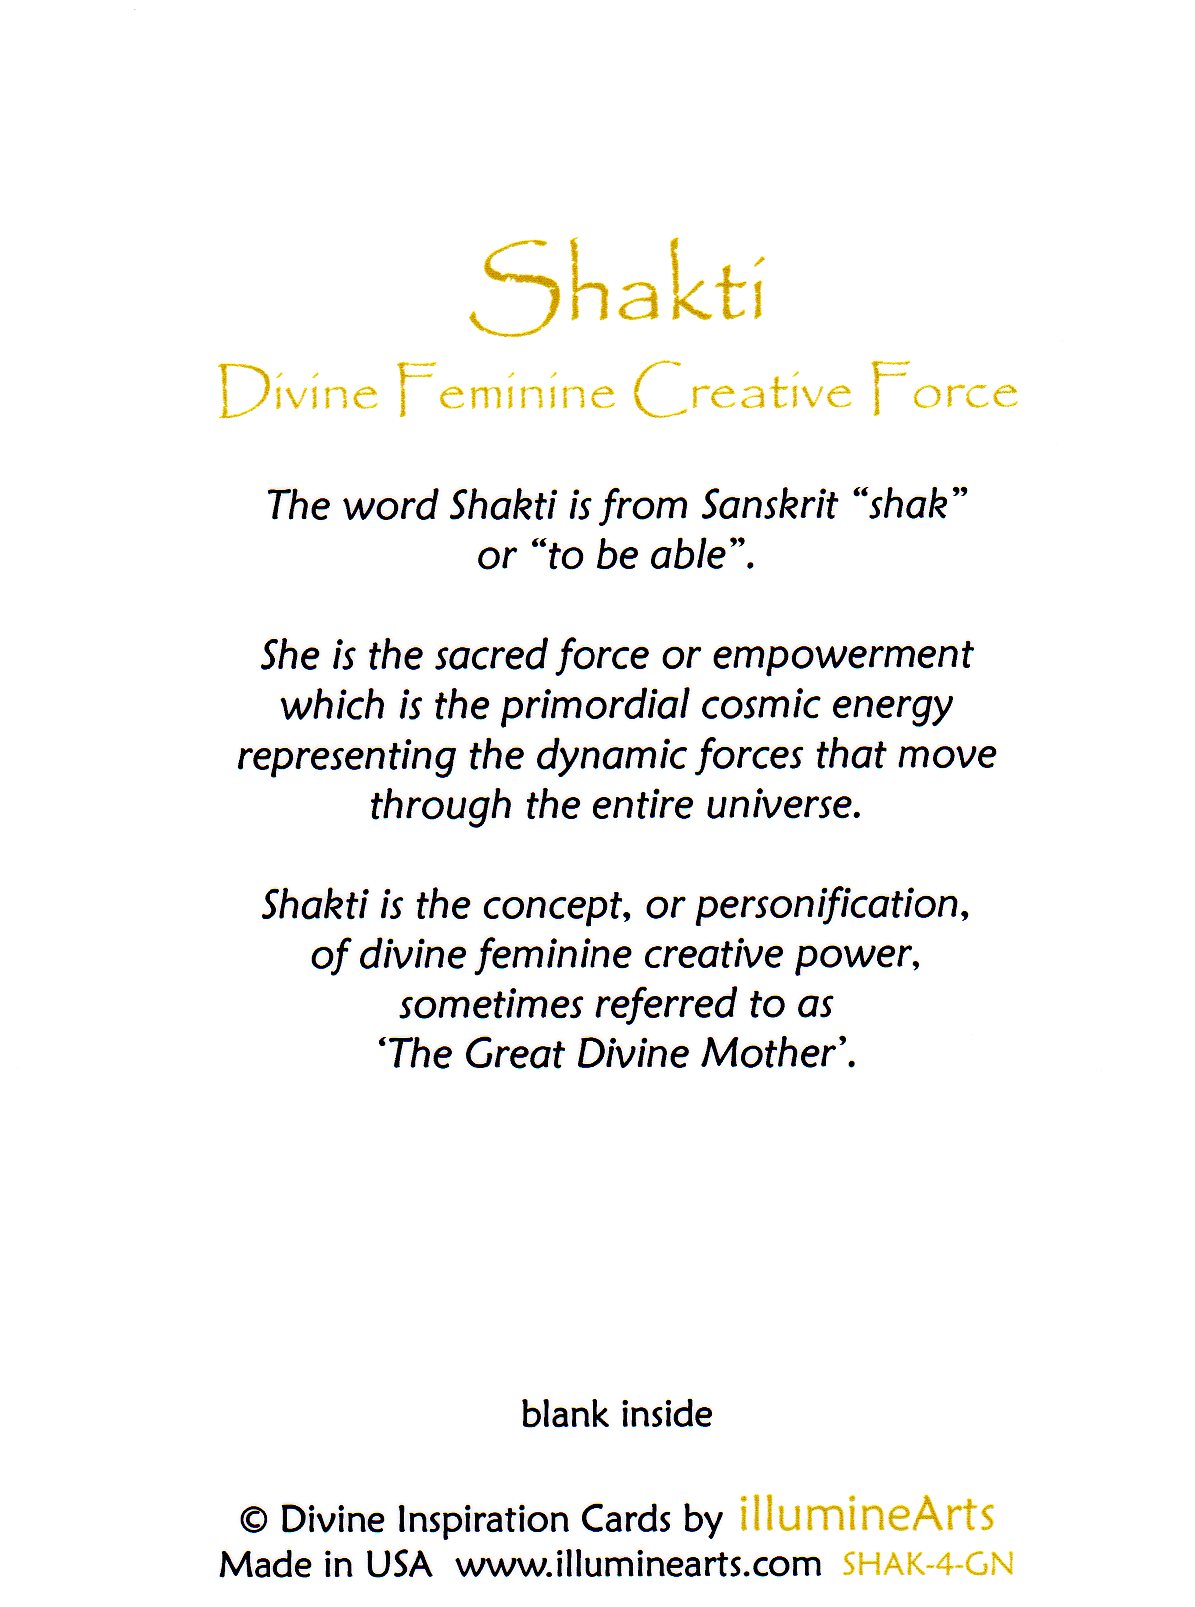 Shakti
Divine Feminine Creative Force
The word Shakti is from Sanskrit “shak”
or “to be able”.
She is the sacred force or empowerment
which is the primordial cosmic energy
representing the dynamic forces that move
through the entire universe.
Shakti is the concept, or personification,
of divine feminine creative power,
sometimes referred to as
‘The Great Divine Mother’.
blank inside
© Divine Inspiration Cards by illumineArts
Made in USA www.illuminearts.com SHAK-4-GN